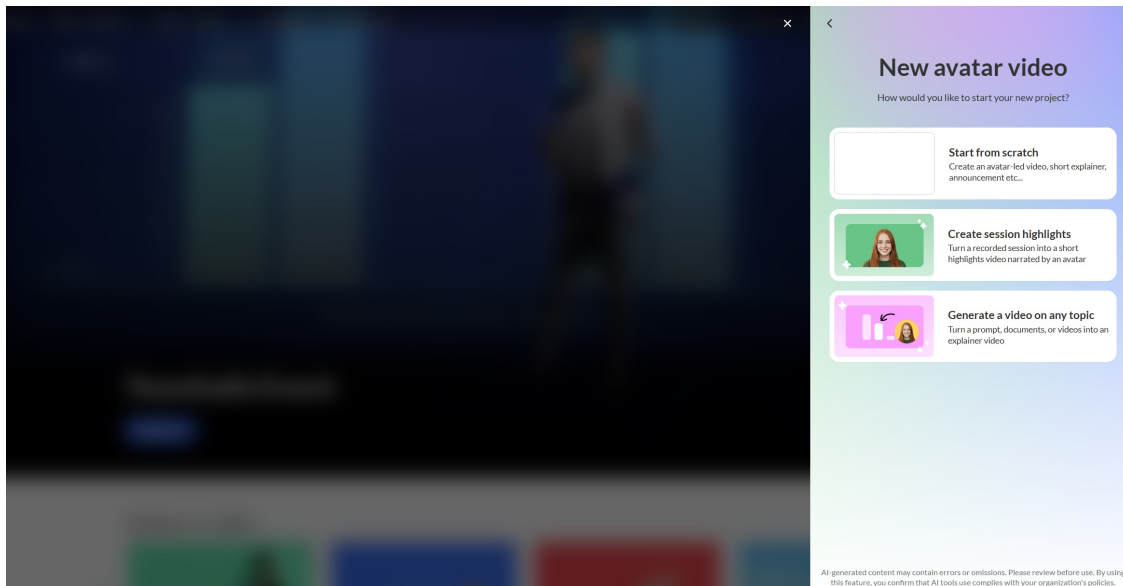 New avatar video
How would you like to start your new project?
Start from scratch
Create an avatar-led video, short explainer,
announcement etc...
Create session highlights
Turn a recorded session into a short
highlights video narrated by an avatar
Generate a video on any topic
Turn a prompt, documents, or videos into an
explainer video
AI-generated content may contain errors or omissions. Please review before use. By using
this feature, you confirm that AI tools use complies with your organization's policies.